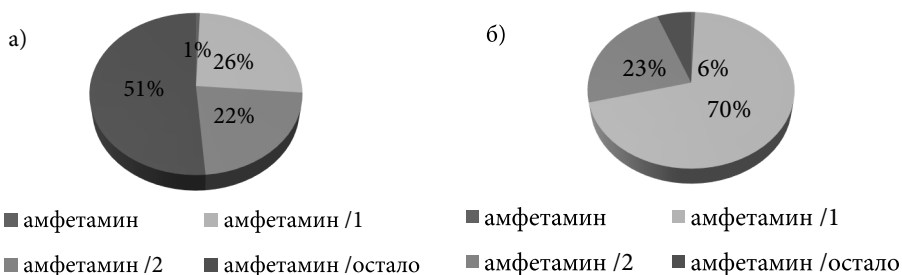 а)
1%
26%
51%
22%
амфетамин
амфетамин /1
амфетамин /2
амфетамин /остало
б)
23%
6%
70%
амфетамин
амфетамин /1
амфетамин /2
амфетамин /остало